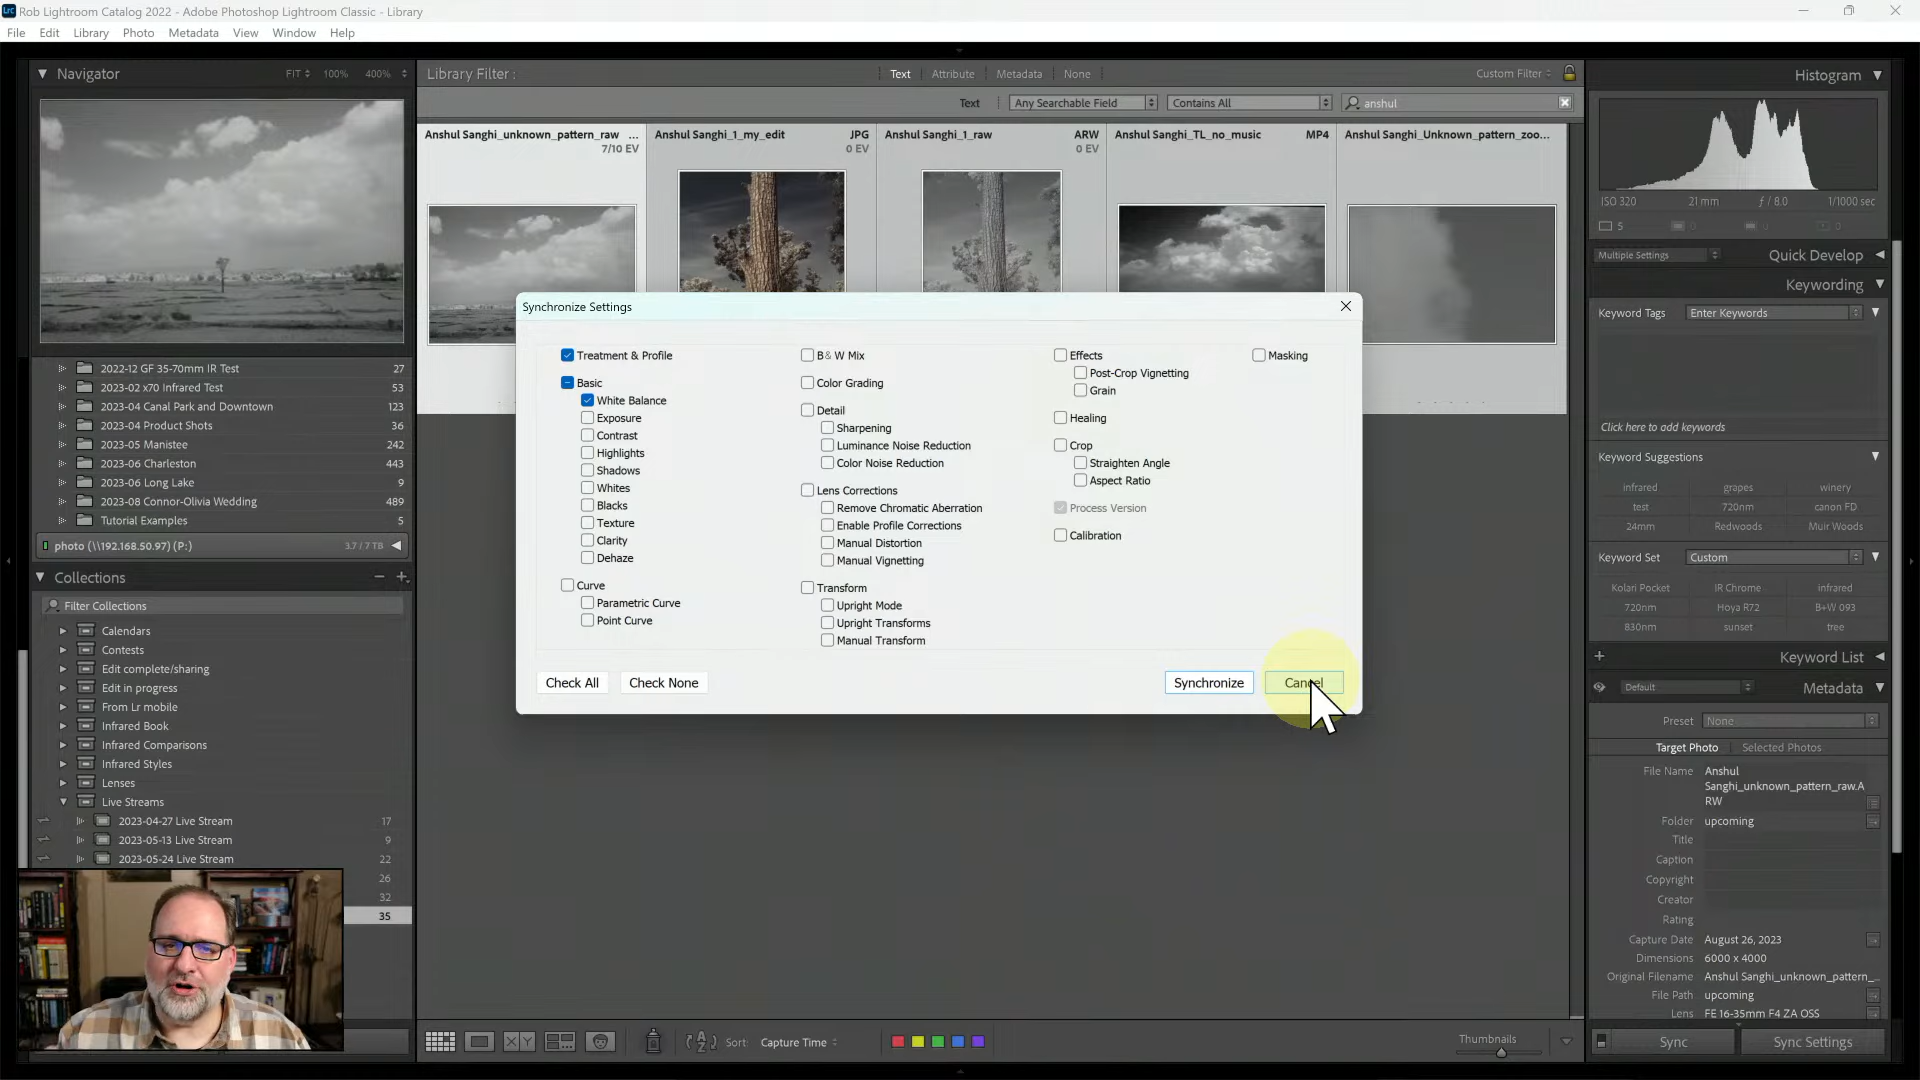 Lrc Rob Lightroom Catalog 2022 - Adobe Photoshop Lightroom Classic - Library
File Edit Library Photo Metadata View Window Help
Navigator FIT 100% 400%
2022-12 GF 35-70mm IR Test 27
2023-02 x70 Infrared Test 53
2023-04 Canal Park and Downtown 123
2023-04 Product Shots 36
2023-05 Manistee 242
2023-06 Charleston 443
2023-06 Long Lake 9
2023-08 Connor-Olivia Wedding 489
Tutorial Examples 5
photo (\\192.168.50.97) (P:) 3.7 / 7 TB
Collections
Filter Collections
Calendars
Contests
Edit complete/sharing
Edit in progress
From Lr mobile
Infrared Book
Infrared Comparisons
Infrared Styles
Lenses
Live Streams
2023-04-27 Live Stream 17
2023-05-13 Live Stream 9
2023-05-24 Live Stream 22
26
32
35
Library Filter : Text Attribute Metadata None Custom Filter
Text Any Searchable Field Contains All anshul
Anshul Sanghi_unknown_pattern_raw ...
7/10 EV
Anshul Sanghi_1_my_edit JPG
0 EV
Anshul Sanghi_1_raw ARW
0 EV
Anshul Sanghi_TL_no_music MP4
Anshul Sanghi_Unknown_pattern_zoo...
Synchronize Settings
Treatment & Profile
Basic
White Balance
Exposure
Contrast
Highlights
Shadows
Whites
Blacks
Texture
Clarity
Dehaze
Curve
Parametric Curve
Point Curve
B & W Mix
Color Grading
Detail
Sharpening
Luminance Noise Reduction
Color Noise Reduction
Lens Corrections
Remove Chromatic Aberration
Enable Profile Corrections
Manual Distortion
Manual Vignetting
Transform
Upright Mode
Upright Transforms
Manual Transform
Effects
Post-Crop Vignetting
Grain
Healing
Crop
Straighten Angle
Aspect Ratio
Process Version
Calibration
Masking
Check All Check None Synchronize Cancel
Sort: Capture Time
Thumbnails
Histogram
ISO 320 21 mm ƒ / 8.0 1/1000 sec
5
Multiple Settings Quick Develop
Keywording
Keyword Tags Enter Keywords
Click here to add keywords
Keyword Suggestions
infrared grapes winery
test 720nm canon FD
24mm Redwoods Muir Woods
Keyword Set Custom
Kolari Pocket IR Chrome infrared
720nm Hoya R72 B+W 093
830nm sunset tree
Keyword List
Default Metadata
Preset None
Target Photo Selected Photos
File Name Anshul
Sanghi_unknown_pattern_raw.A
RW
Folder upcoming
Title
Caption
Copyright
Creator
Rating
Capture Date August 26, 2023
Dimensions 6000 x 4000
Original Filename Anshul Sanghi_unknown_pattern_...
File Path upcoming
Lens FE 16-35mm F4 ZA OSS
Sync Sync Settings